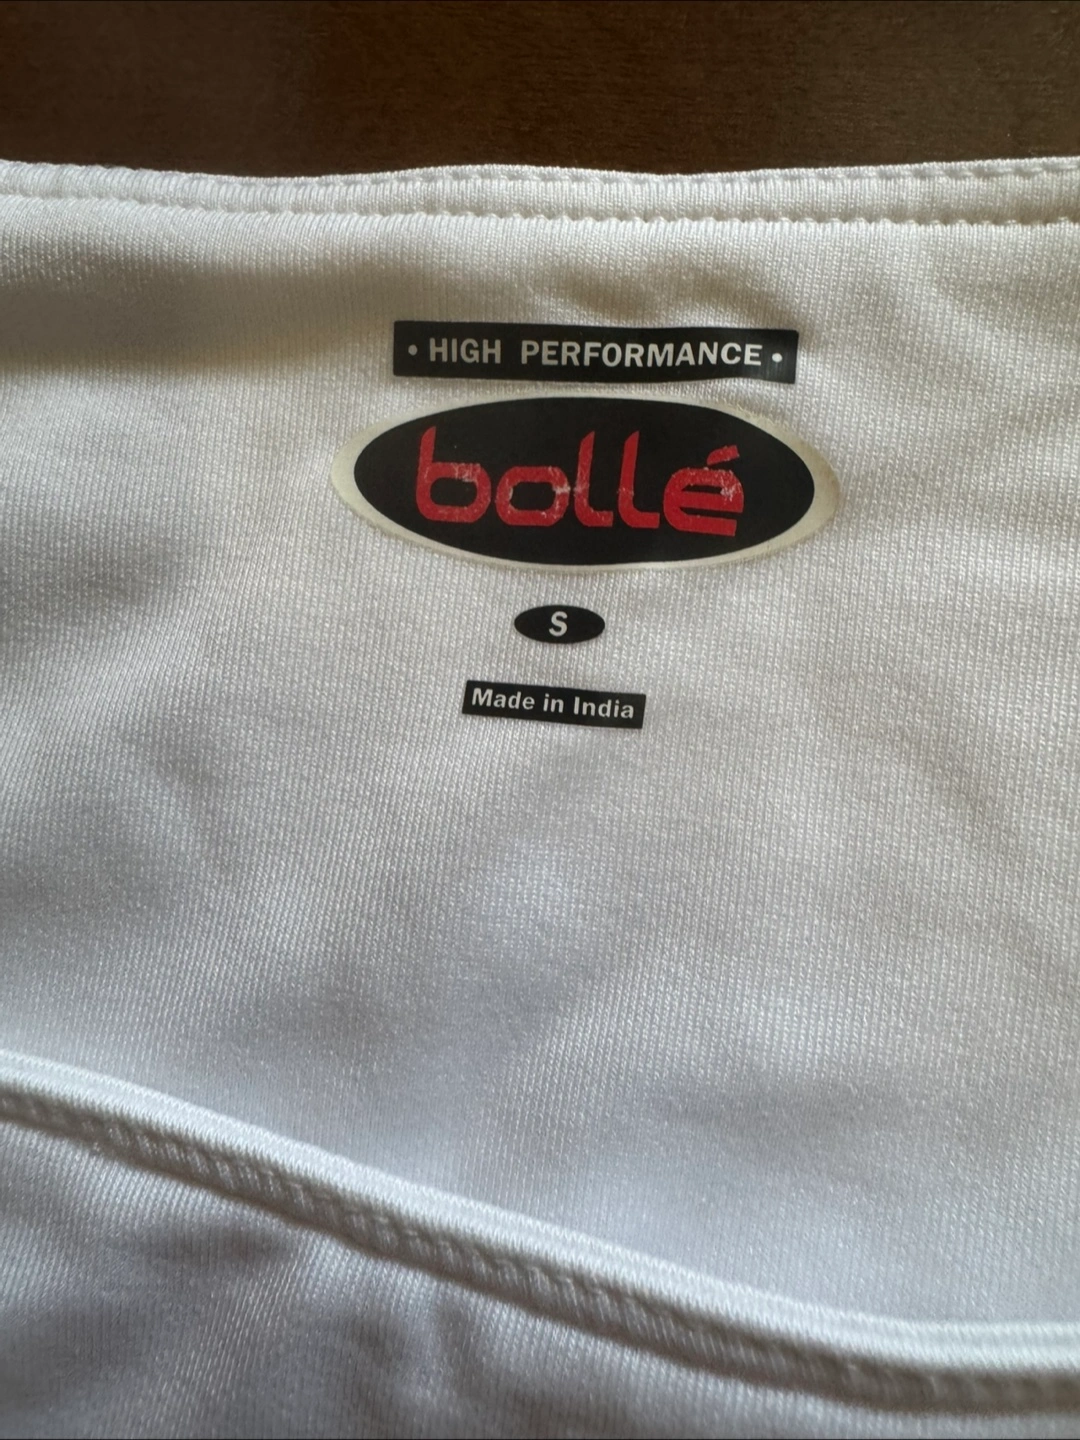 • HIGH PERFORMANCE •
bollé
S
Made in India